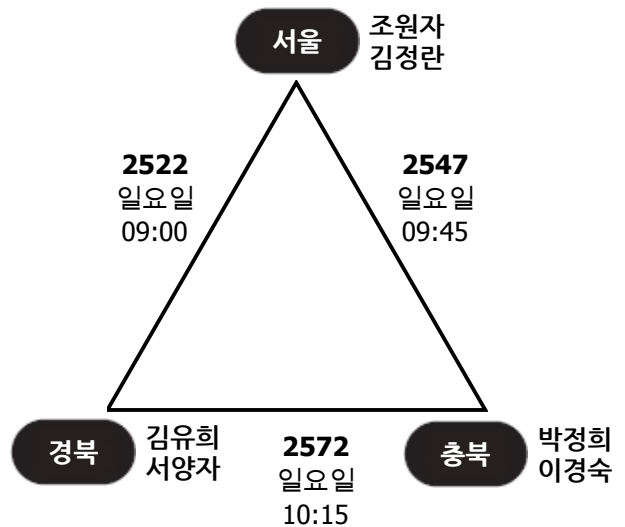 서울
조원자
김정란
2522
일요일
09:00
2547
일요일
09:45
경북
김유희
서양자
2572
일요일
10:15
충북
박정희
이경숙